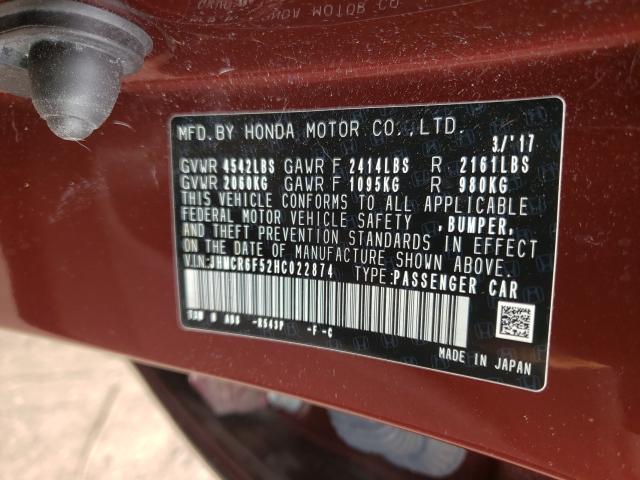 MFD.BY HONDA MOTOR CO.,LTD. 3/'17
GVWR 4542LBS GAWR F 2414LBS R 2161LBS
GVWR 2060KG GAWR F 1095KG R 980KG
THIS VEHICLE CONFORMS TO ALL APPLICABLE
FEDERAL MOTOR VEHICLE SAFETY ,BUMPER,
AND THEFT PREVENTION STANDARDS IN EFFECT
ON THE DATE OF MANUFACTURE SHOWN ABOVE.
VIN:JHMCR6F52HC022874 TYPE:PASSENGER CAR
-R543P -F -C
MADE IN JAPAN